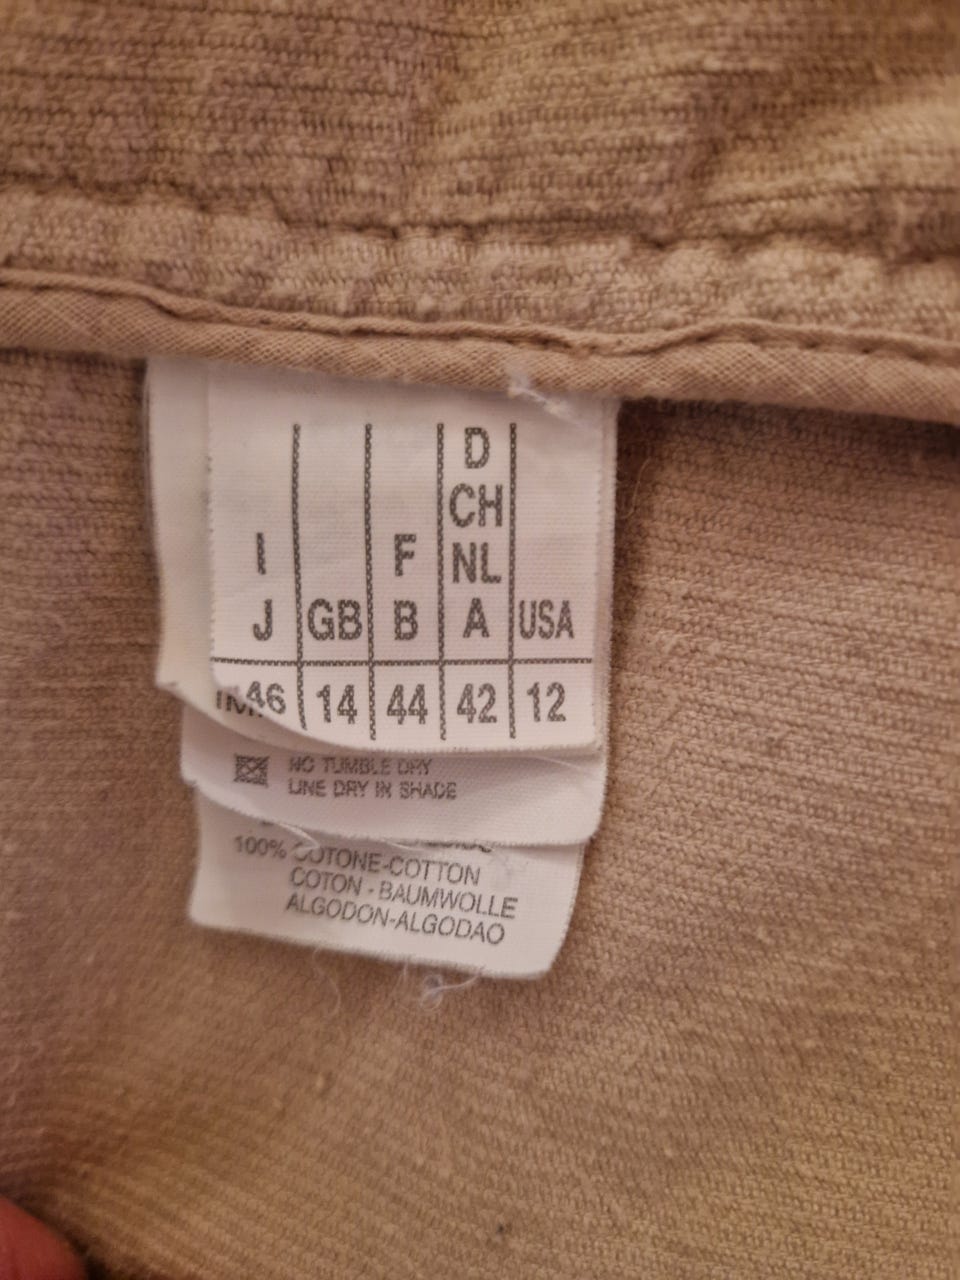 D
CH
I F NL
J GB B A USA
46 14 44 42 12
NO TUMBLE DRY
LINE DRY IN SHADE
100% COTONE-COTTON
COTON - BAUMWOLLE
ALGODON-ALGODAO